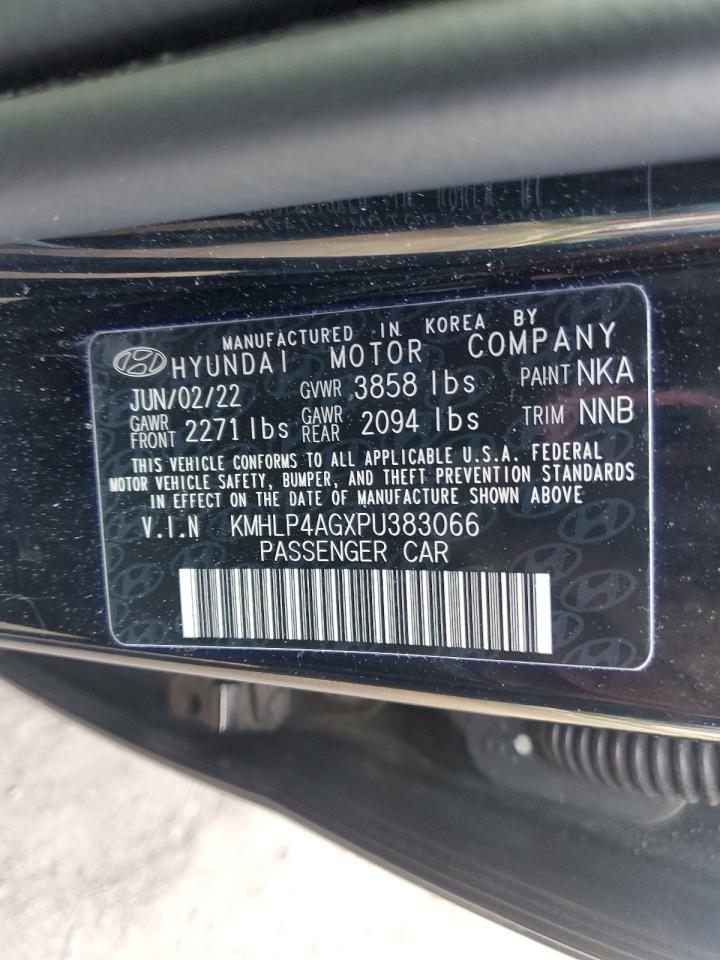 MANUFACTURED IN KOREA BY
HYUNDAI MOTOR COMPANY
JUN/02/22 GVWR 3858 lbs PAINT NKA
GAWR FRONT 2271 lbs GAWR REAR 2094 lbs TRIM NNB
THIS VEHICLE CONFORMS TO ALL APPLICABLE U.S.A. FEDERAL
MOTOR VEHICLE SAFETY, BUMPER, AND THEFT PREVENTION STANDARDS
IN EFFECT ON THE DATE OF MANUFACTURE SHOWN ABOVE
V.I.N KMHLP4AGXPU383066
PASSENGER CAR